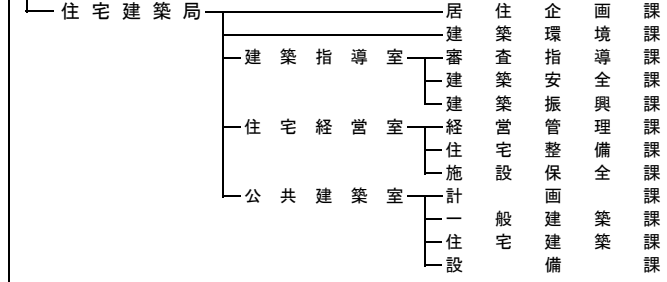 住宅建築局 居住企画課
建築環境課
建築指導室 審査指導課
建築安全課
建築振興課
住宅経営室 経営管理課
住宅整備課
施設保全課
公共建築室 計画課
一般建築課
住宅建築課
設備課